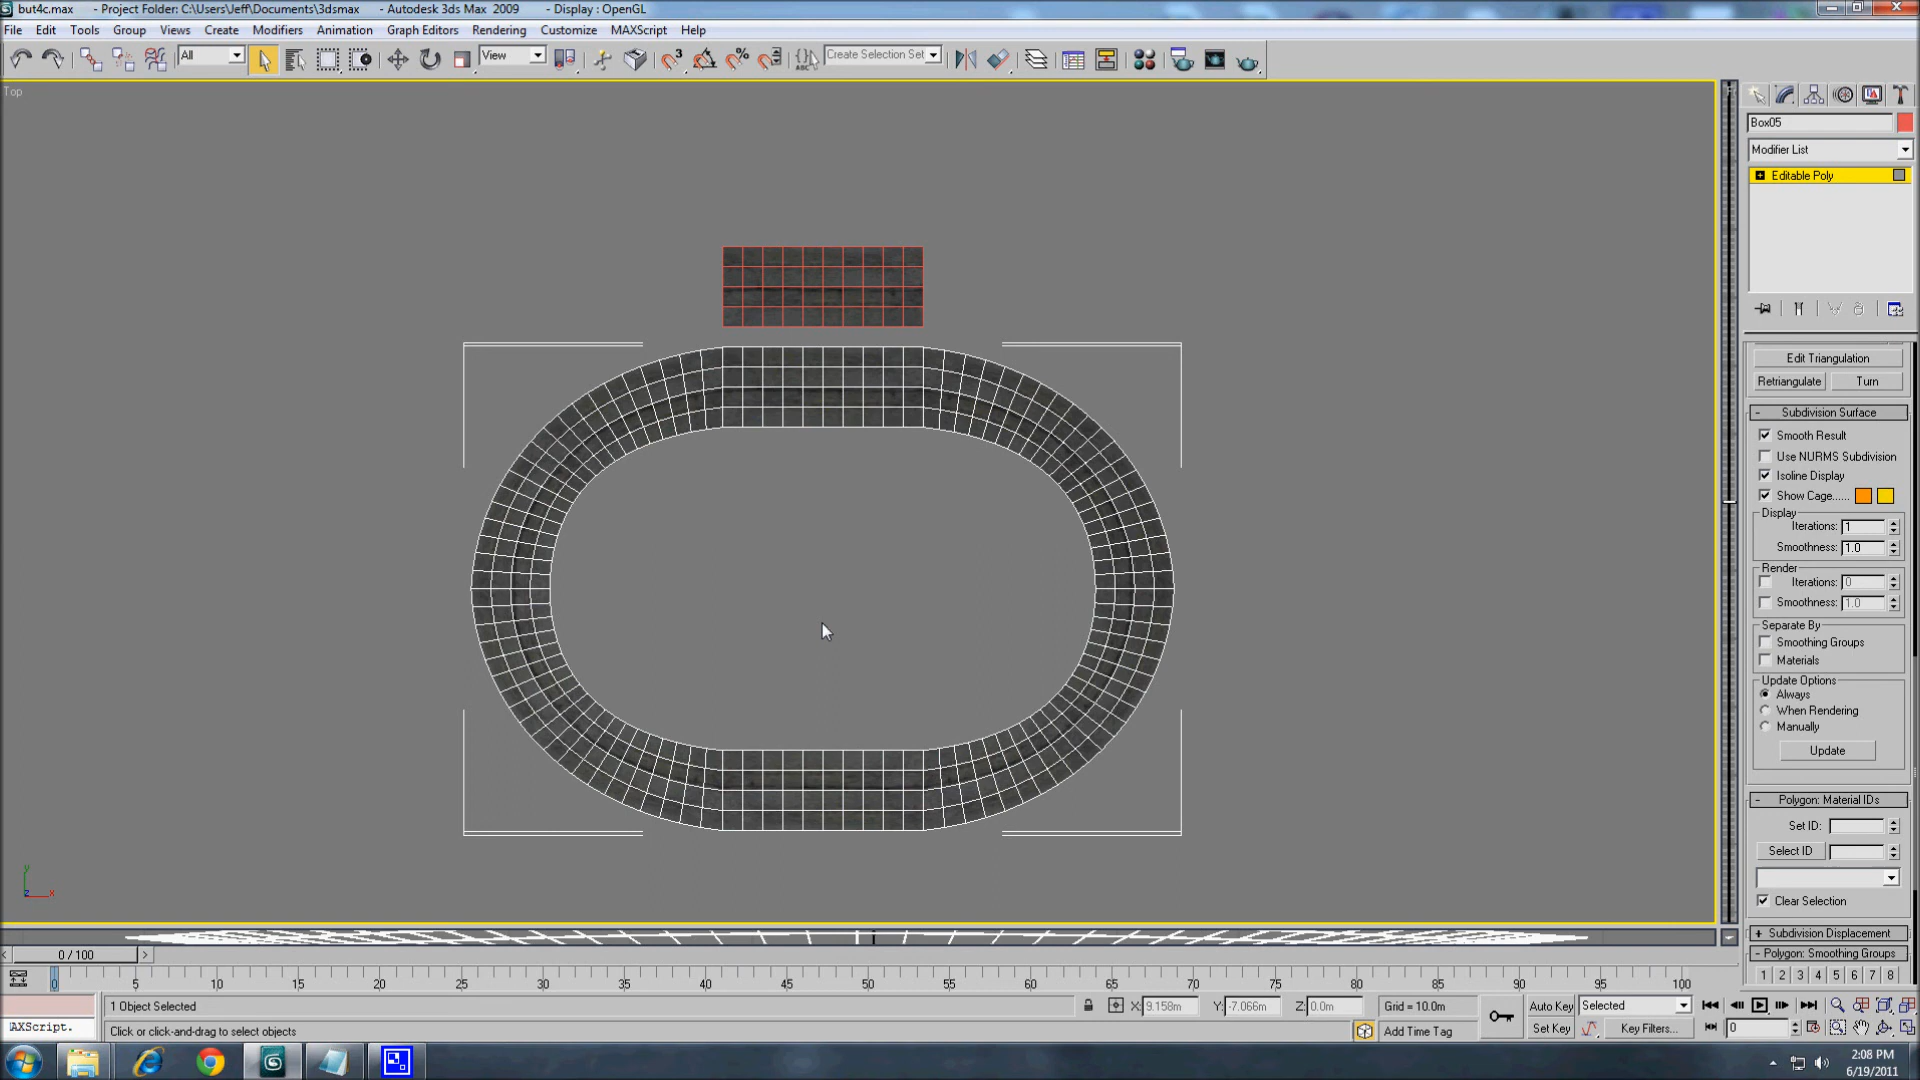 but4c.max - Project Folder: C:\Users\Jeff\Documents\3dsmax - Autodesk 3ds Max 2009 - Display : OpenGL
File Edit Tools Group Views Create Modifiers Animation Graph Editors Rendering Customize MAXScript Help
All View Create Selection Set
Top
Box05
Modifier List
Editable Poly
Edit Triangulation
Retriangulate Turn
- Subdivision Surface
Smooth Result
Use NURMS Subdivision
Isoline Display
Show Cage......
Display
Iterations: 1
Smoothness: 1.0
Render
Iterations: 0
Smoothness: 1.0
Separate By
Smoothing Groups
Materials
Update Options
Always
When Rendering
Manually
Update
- Polygon: Material IDs
Set ID:
Select ID
Clear Selection
+ Subdivision Displacement
- Polygon: Smoothing Groups
1 2 3 4 5 6 7 8
y
z x
< 0 / 100 >
0 5 10 15 20 25 30 35 40 45 50 55 60 65 70 75 80 85 90 95 100
1 Object Selected X: 9.158m Y: -7.066m Z: 0.0m Grid = 10.0m Auto Key Selected
AXScript. Click or click-and-drag to select objects Add Time Tag Set Key Key Filters... 0
2:08 PM
6/19/2011